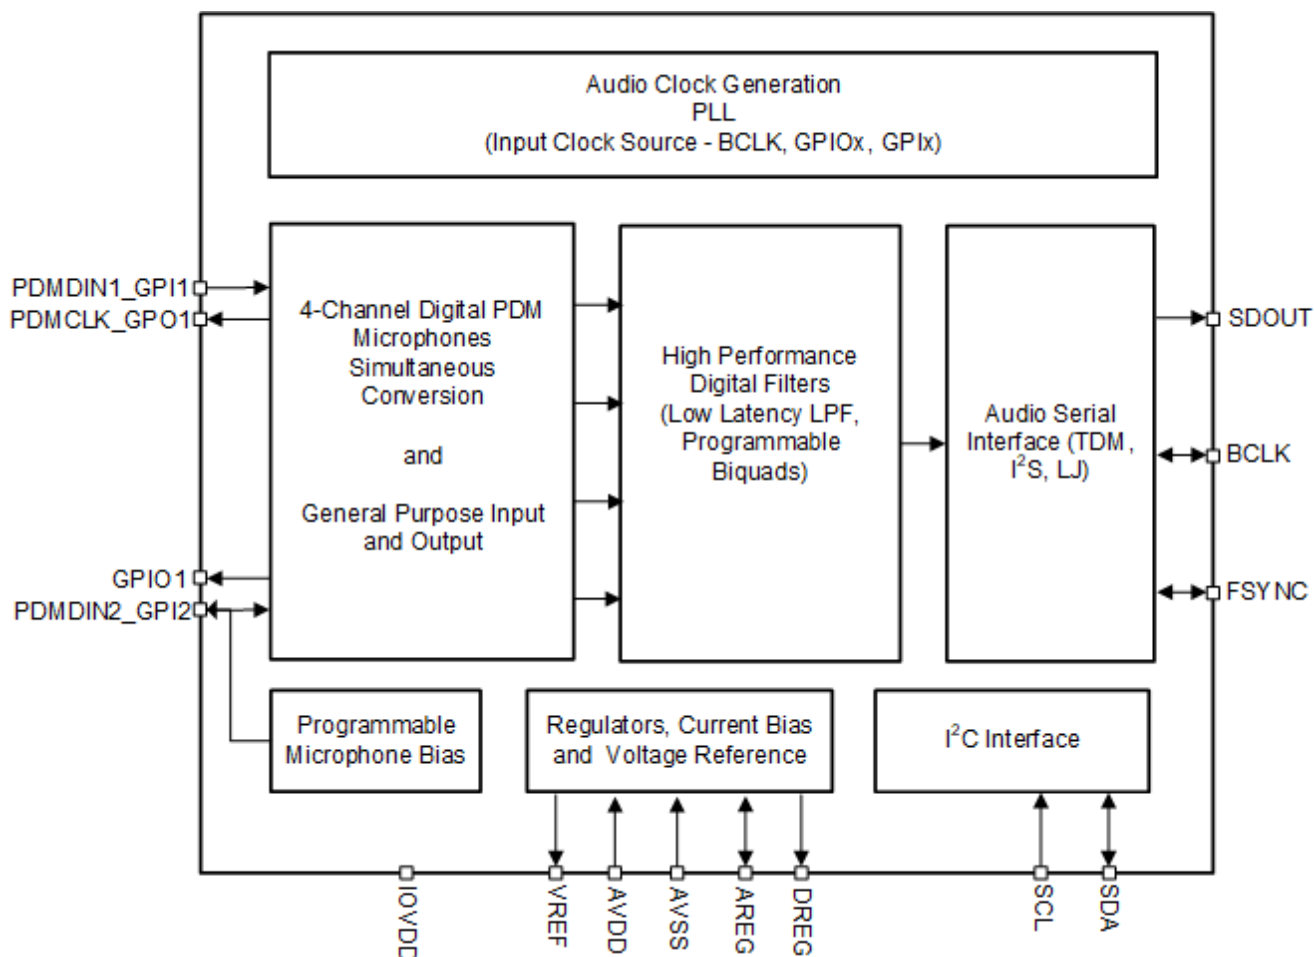 Audio Clock Generation
PLL
(Input Clock Source - BCLK, GPIOx, GPIx)
PDMDIN1_GPI1
PDMCLK_GPO1
GPIO1
PDMDIN2_GPI2
4-Channel Digital PDM
Microphones
Simultaneous
Conversion
and
General Purpose Input
and Output
High Performance
Digital Filters
(Low Latency LPF,
Programmable
Biquads)
Audio Serial
Interface (TDM,
I²S, LJ)
SDOUT
BCLK
FSYNC
Programmable
Microphone Bias
Regulators, Current Bias
and Voltage Reference
I²C Interface
IOVDD
VREF
AVDD
AVSS
AREG
DREG
SCL
SDA